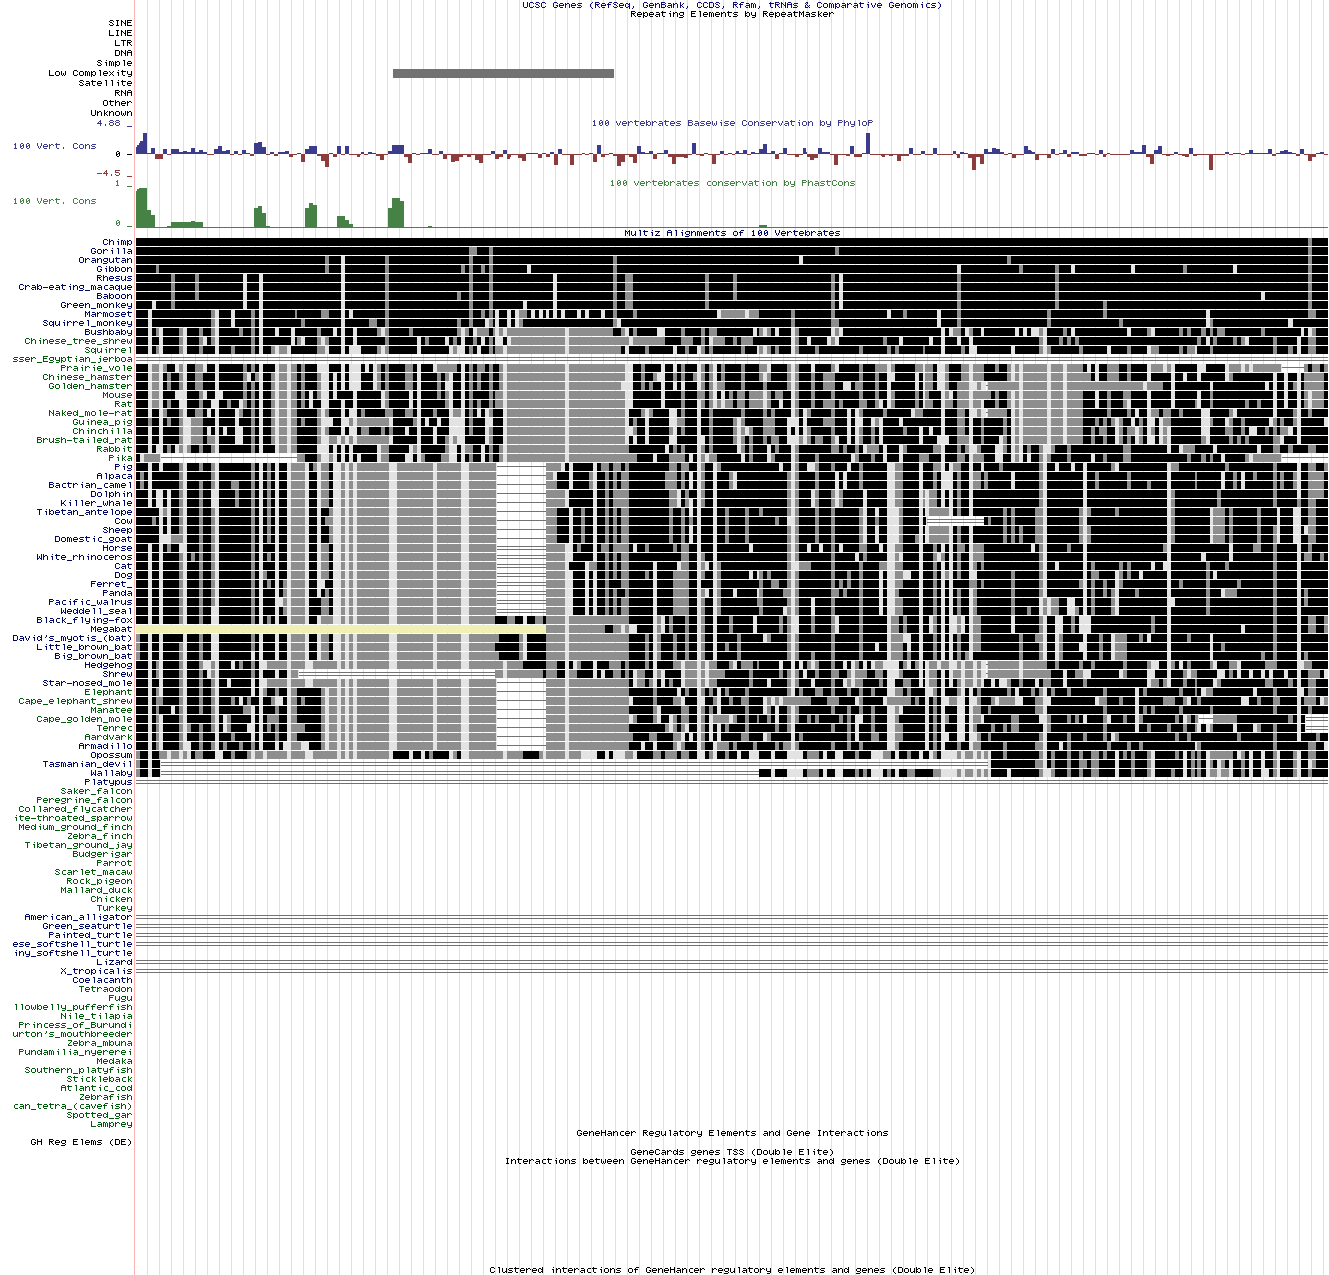 UCSC Genes (RefSeq, GenBank, CCDS, Rfam, tRNAs & Comparative Genomics)
Repeating Elements by RepeatMasker
SINE
LINE
LTR
DNA
Simple
Low Complexity
Satellite
RNA
Other
Unknown
4.88 _
100 vertebrates Basewise Conservation by PhyloP
100 Vert. Cons
0 _
-4.5 _
1 _
100 vertebrates conservation by PhastCons
100 Vert. Cons
0 _
Multiz Alignments of 100 Vertebrates
Chimp
Gorilla
Orangutan
Gibbon
Rhesus
Crab-eating_macaque
Baboon
Green_monkey
Marmoset
Squirrel_monkey
Bushbaby
Chinese_tree_shrew
Squirrel
sser_Egyptian_jerboa
Prairie_vole
Chinese_hamster
Golden_hamster
Mouse
Rat
Naked_mole-rat
Guinea_pig
Chinchilla
Brush-tailed_rat
Rabbit
Pika
Pig
Alpaca
Bactrian_camel
Dolphin
Killer_whale
Tibetan_antelope
Cow
Sheep
Domestic_goat
Horse
White_rhinoceros
Cat
Dog
Ferret_
Panda
Pacific_walrus
Weddell_seal
Black_flying-fox
Megabat
David's_myotis_(bat)
Little_brown_bat
Big_brown_bat
Hedgehog
Shrew
Star-nosed_mole
Elephant
Cape_elephant_shrew
Manatee
Cape_golden_mole
Tenrec
Aardvark
Armadillo
Opossum
Tasmanian_devil
Wallaby
Platypus
Saker_falcon
Peregrine_falcon
Collared_flycatcher
ite-throated_sparrow
Medium_ground_finch
Zebra_finch
Tibetan_ground_jay
Budgerigar
Parrot
Scarlet_macaw
Rock_pigeon
Mallard_duck
Chicken
Turkey
American_alligator
Green_seaturtle
Painted_turtle
ese_softshell_turtle
iny_softshell_turtle
Lizard
X_tropicalis
Coelacanth
Tetraodon
Fugu
llowbelly_pufferfish
Nile_tilapia
Princess_of_Burundi
urton's_mouthbreeder
Zebra_mbuna
Pundamilia_nyererei
Medaka
Southern_platyfish
Stickleback
Atlantic_cod
Zebrafish
can_tetra_(cavefish)
Spotted_gar
Lamprey
GeneHancer Regulatory Elements and Gene Interactions
GH Reg Elems (DE)
GeneCards genes TSS (Double Elite)
Interactions between GeneHancer regulatory elements and genes (Double Elite)
Clustered interactions of GeneHancer regulatory elements and genes (Double Elite)